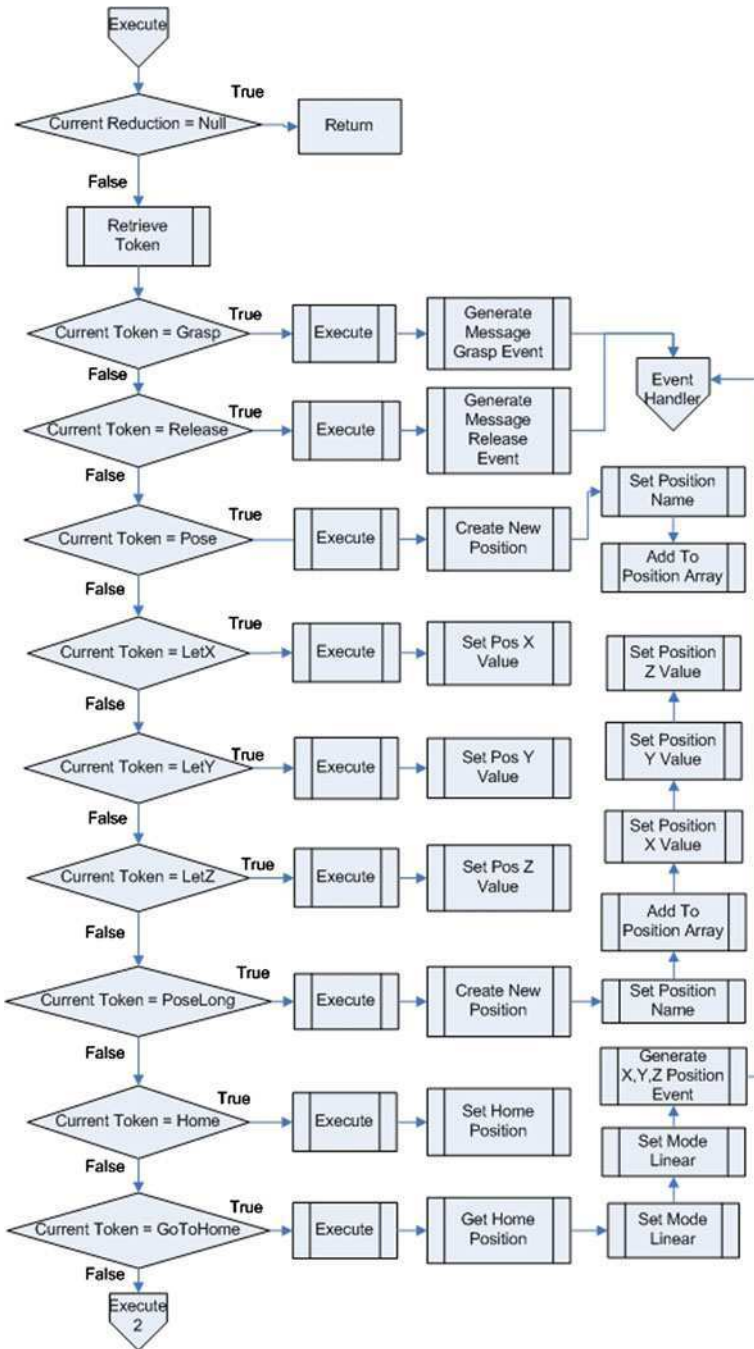 Execute
Current Reduction = Null
True
Return
False
Retrieve
Token
Current Token = Grasp
True
Execute
Generate
Message
Grasp Event
Event
Handler
False
Current Token = Release
True
Execute
Generate
Message
Release
Event
False
Current Token = Pose
True
Execute
Create New
Position
Set Position
Name
Add To
Position Array
False
Current Token = LetX
True
Execute
Set Pos X
Value
False
Current Token = LetY
True
Execute
Set Pos Y
Value
False
Current Token = LetZ
True
Execute
Set Pos Z
Value
False
Current Token = PoseLong
True
Execute
Create New
Position
Set Position
Name
Add To
Position Array
Set Position
X Value
Set Position
Y Value
Set Position
Z Value
False
Current Token = Home
True
Execute
Set Home
Position
False
Current Token = GoToHome
True
Execute
Get Home
Position
Set Mode
Linear
Set Mode
Linear
Generate
X,Y,Z Position
Event
False
Execute
2